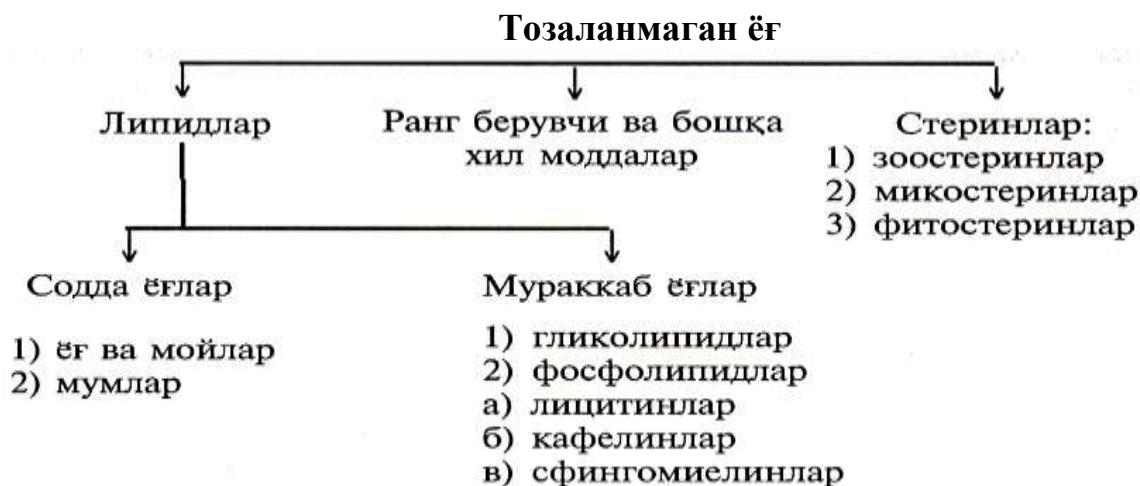 Тозаланмаган ёғ
Липидлар
Ранг берувчи ва бошқа
хил моддалар
Стеринлар:
1) зоостеринлар
2) микостеринлар
3) фитостеринлар
Содда ёғлар
1) ёғ ва мойлар
2) мумлар
Мураккаб ёғлар
1) гликолипидлар
2) фосфолипидлар
а) лицитинлар
б) кафелинлар
в) сфингомиелинлар